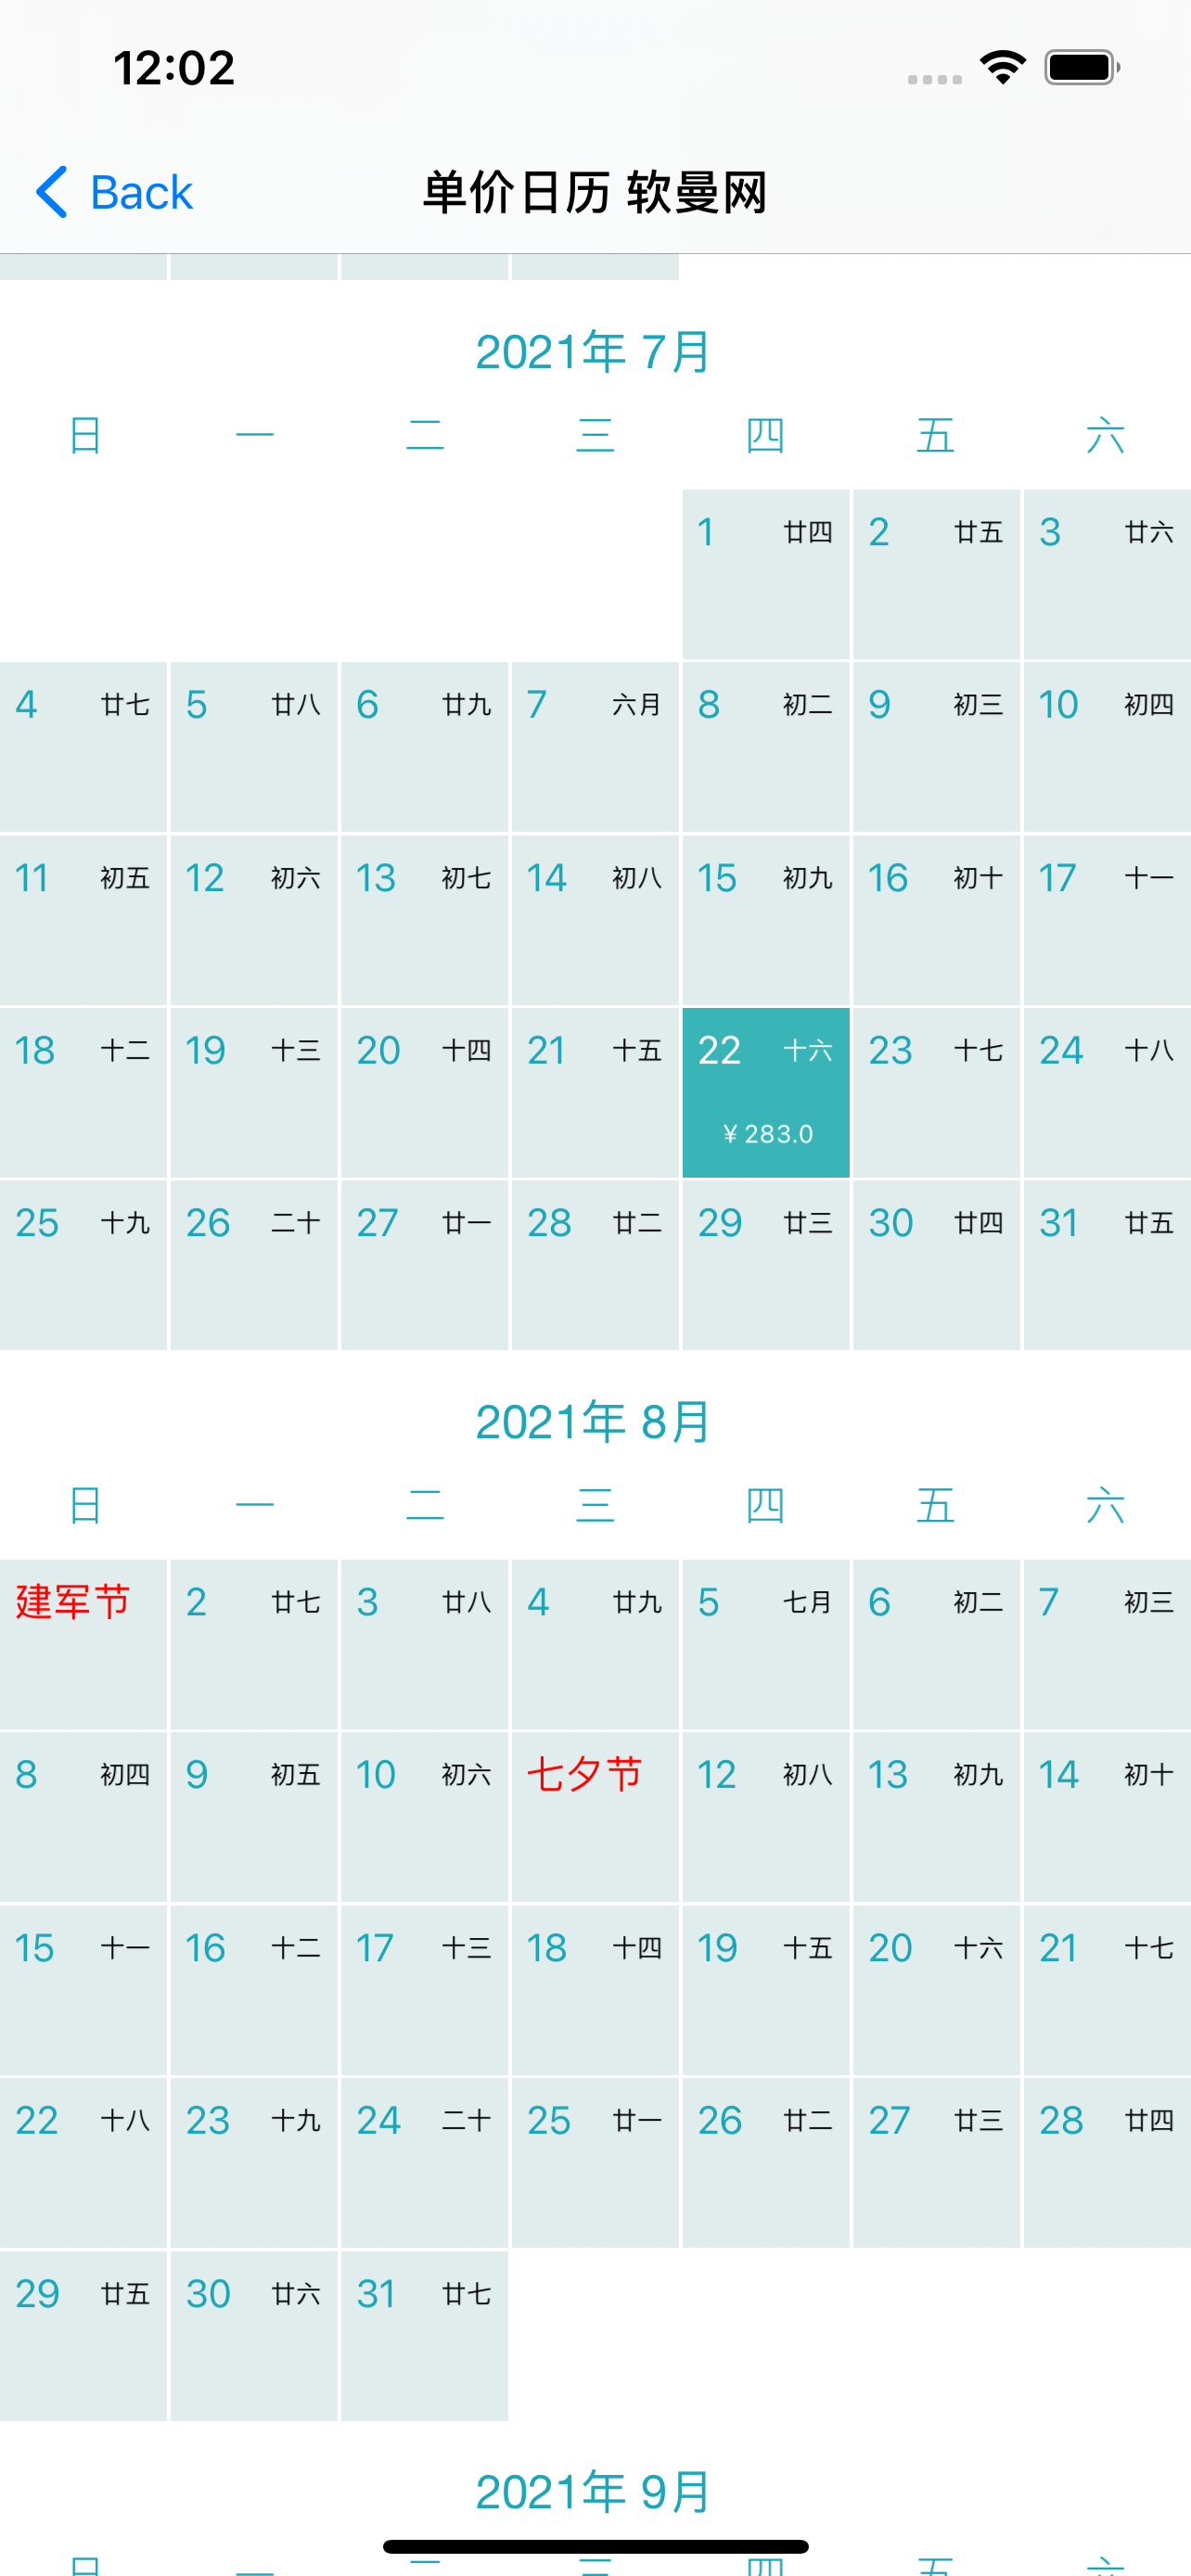 12:02
Back 单价日历 软曼网
2021年 7月
日 一 二 三 四 五 六
1 廿四 2 廿五 3 廿六
4 廿七 5 廿八 6 廿九 7 六月 8 初二 9 初三 10 初四
11 初五 12 初六 13 初七 14 初八 15 初九 16 初十 17 十一
18 十二 19 十三 20 十四 21 十五 22 十六 23 十七 24 十八
¥ 283.0
25 十九 26 二十 27 廿一 28 廿二 29 廿三 30 廿四 31 廿五
2021年 8月
日 一 二 三 四 五 六
建军节 2 廿七 3 廿八 4 廿九 5 七月 6 初二 7 初三
8 初四 9 初五 10 初六 七夕节 12 初八 13 初九 14 初十
15 十一 16 十二 17 十三 18 十四 19 十五 20 十六 21 十七
22 十八 23 十九 24 二十 25 廿一 26 廿二 27 廿三 28 廿四
29 廿五 30 廿六 31 廿七
2021年 9月
日 一 二 三 四 五 六